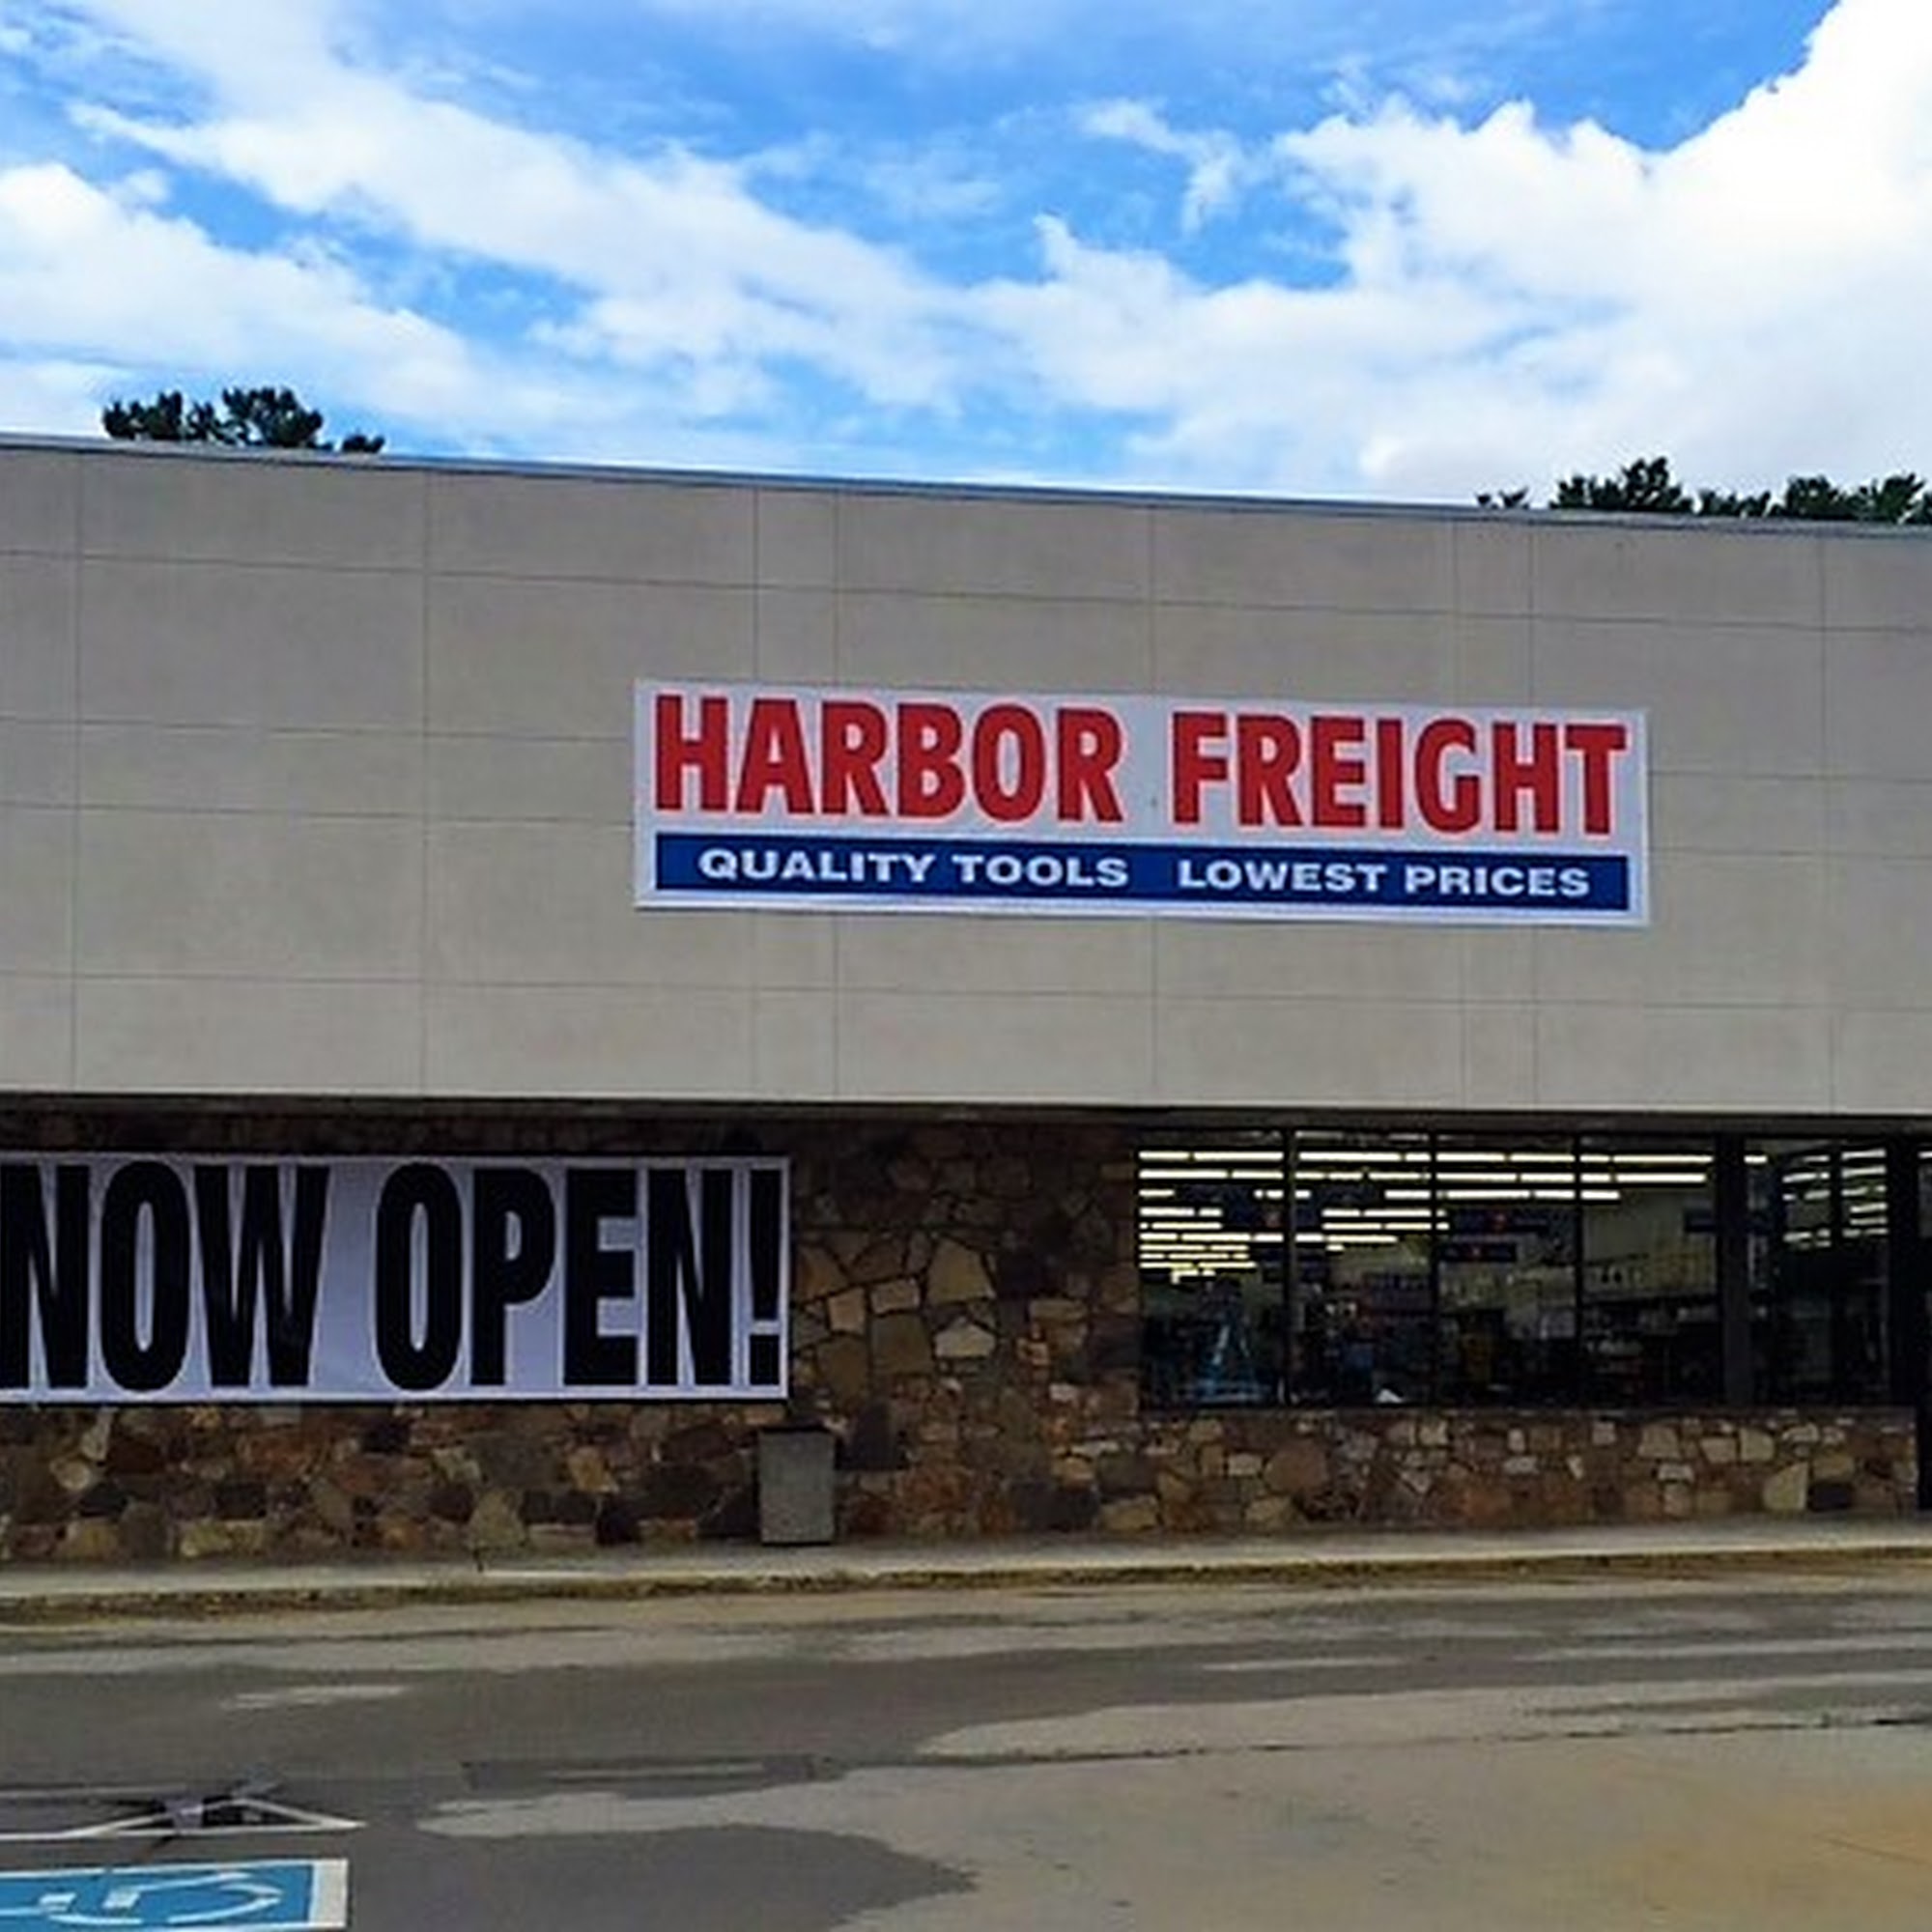 HARBOR FREIGHT
QUALITY TOOLS LOWEST PRICES
NOW OPEN!